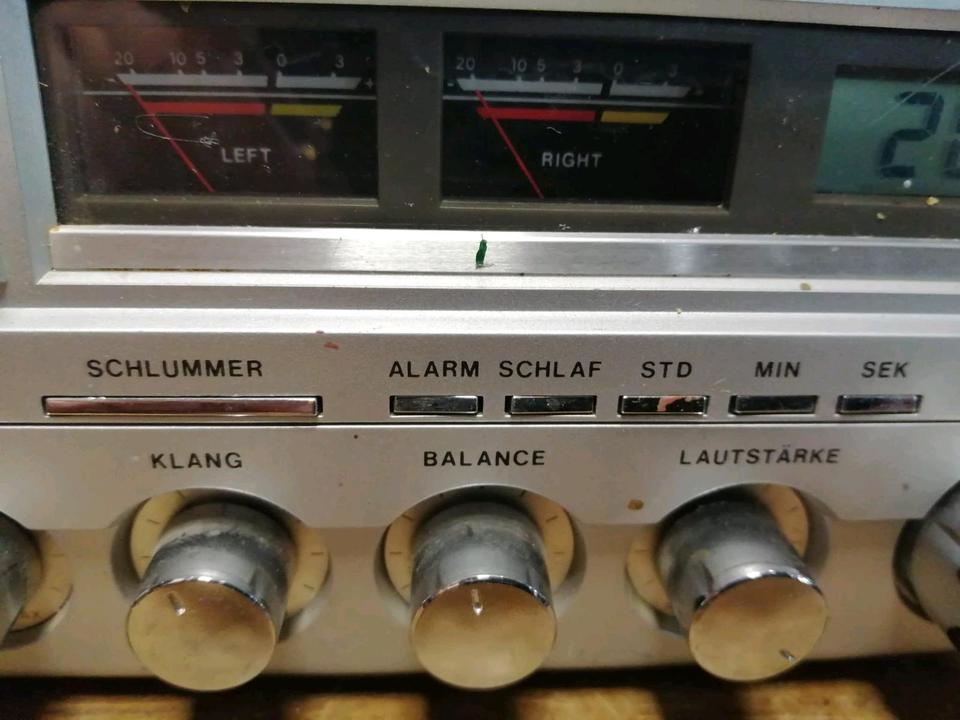 20 10 5 3 0 3 +
20 10 5 3 0 3
LEFT
RIGHT
2
SCHLUMMER
ALARM SCHLAF STD MIN SEK
KLANG BALANCE LAUTSTÄRKE